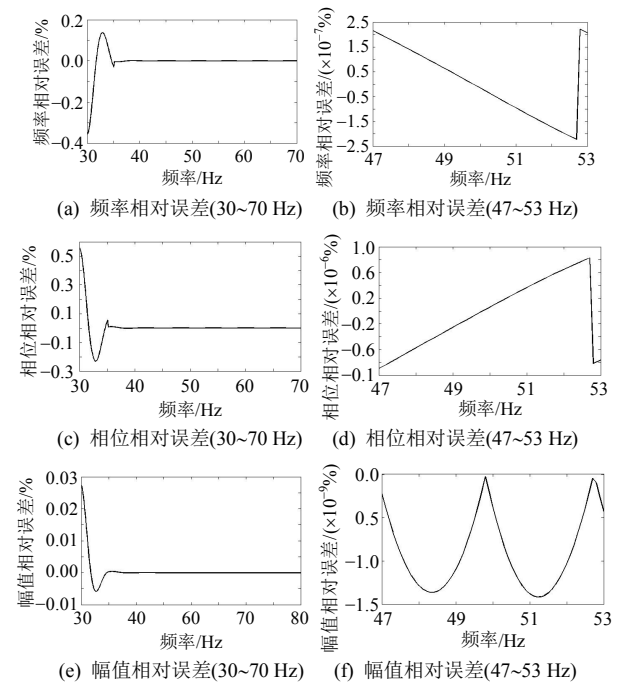 频率相对误差/%
0.2
0.0
−0.2
−0.4
30 40 50 60 70
频率/Hz
(a) 频率相对误差(30~70 Hz)
频率相对误差/(×10⁻⁷%)
2.5
1.5
0.5
−0.5
−1.5
−2.5
47 49 51 53
频率/Hz
(b) 频率相对误差(47~53 Hz)
相位相对误差/%
0.5
0.3
0.1
−0.1
−0.3
30 40 50 60 70
频率/Hz
(c) 相位相对误差(30~70 Hz)
相位相对误差/(×10⁻⁶%)
1.0
0.6
0.2
−0.2
−0.6
−0.1
47 49 51 53
频率/Hz
(d) 相位相对误差(47~53 Hz)
幅值相对误差/%
0.03
0.02
0.01
0.00
−0.01
30 40 50 60 70 80
频率/Hz
(e) 幅值相对误差(30~70 Hz)
幅值相对误差/(×10⁻⁹%)
0.0
−0.5
−1.0
−1.5
47 49 51 53
频率/Hz
(f) 幅值相对误差(47~53 Hz)